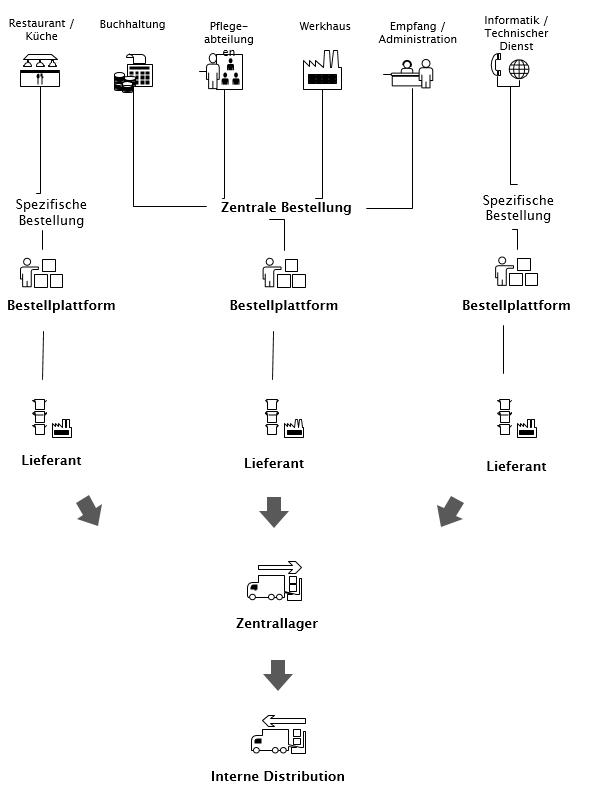 Restaurant /
Küche
Buchhaltung
Pflege-
abteilung
en
Werkhaus
Empfang /
Administration
Informatik /
Technischer
Dienst
Spezifische
Bestellung
Zentrale Bestellung
Spezifische
Bestellung
Bestellplattform
Bestellplattform
Bestellplattform
Lieferant
Lieferant
Lieferant
Zentrallager
Interne Distribution